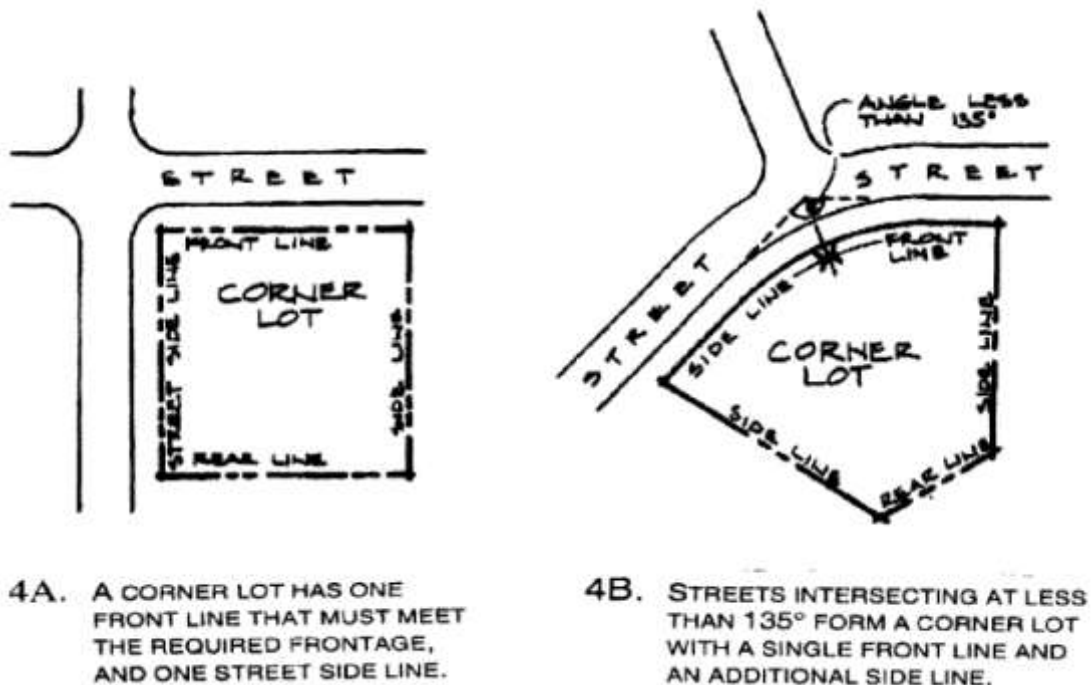 STREET
FRONT LINE
CORNER
LOT
STREET SIDE LINE
SIDE LINE
REAR LINE
4A. A CORNER LOT HAS ONE
FRONT LINE THAT MUST MEET
THE REQUIRED FRONTAGE,
AND ONE STREET SIDE LINE.
ANGLE LESS
THAN 135°
STREET
STREET
FRONT
LINE
SIDE LINE
CORNER
LOT
SIDE LINE
SIDE LINE
REAR LINE
4B. STREETS INTERSECTING AT LESS
THAN 135° FORM A CORNER LOT
WITH A SINGLE FRONT LINE AND
AN ADDITIONAL SIDE LINE.